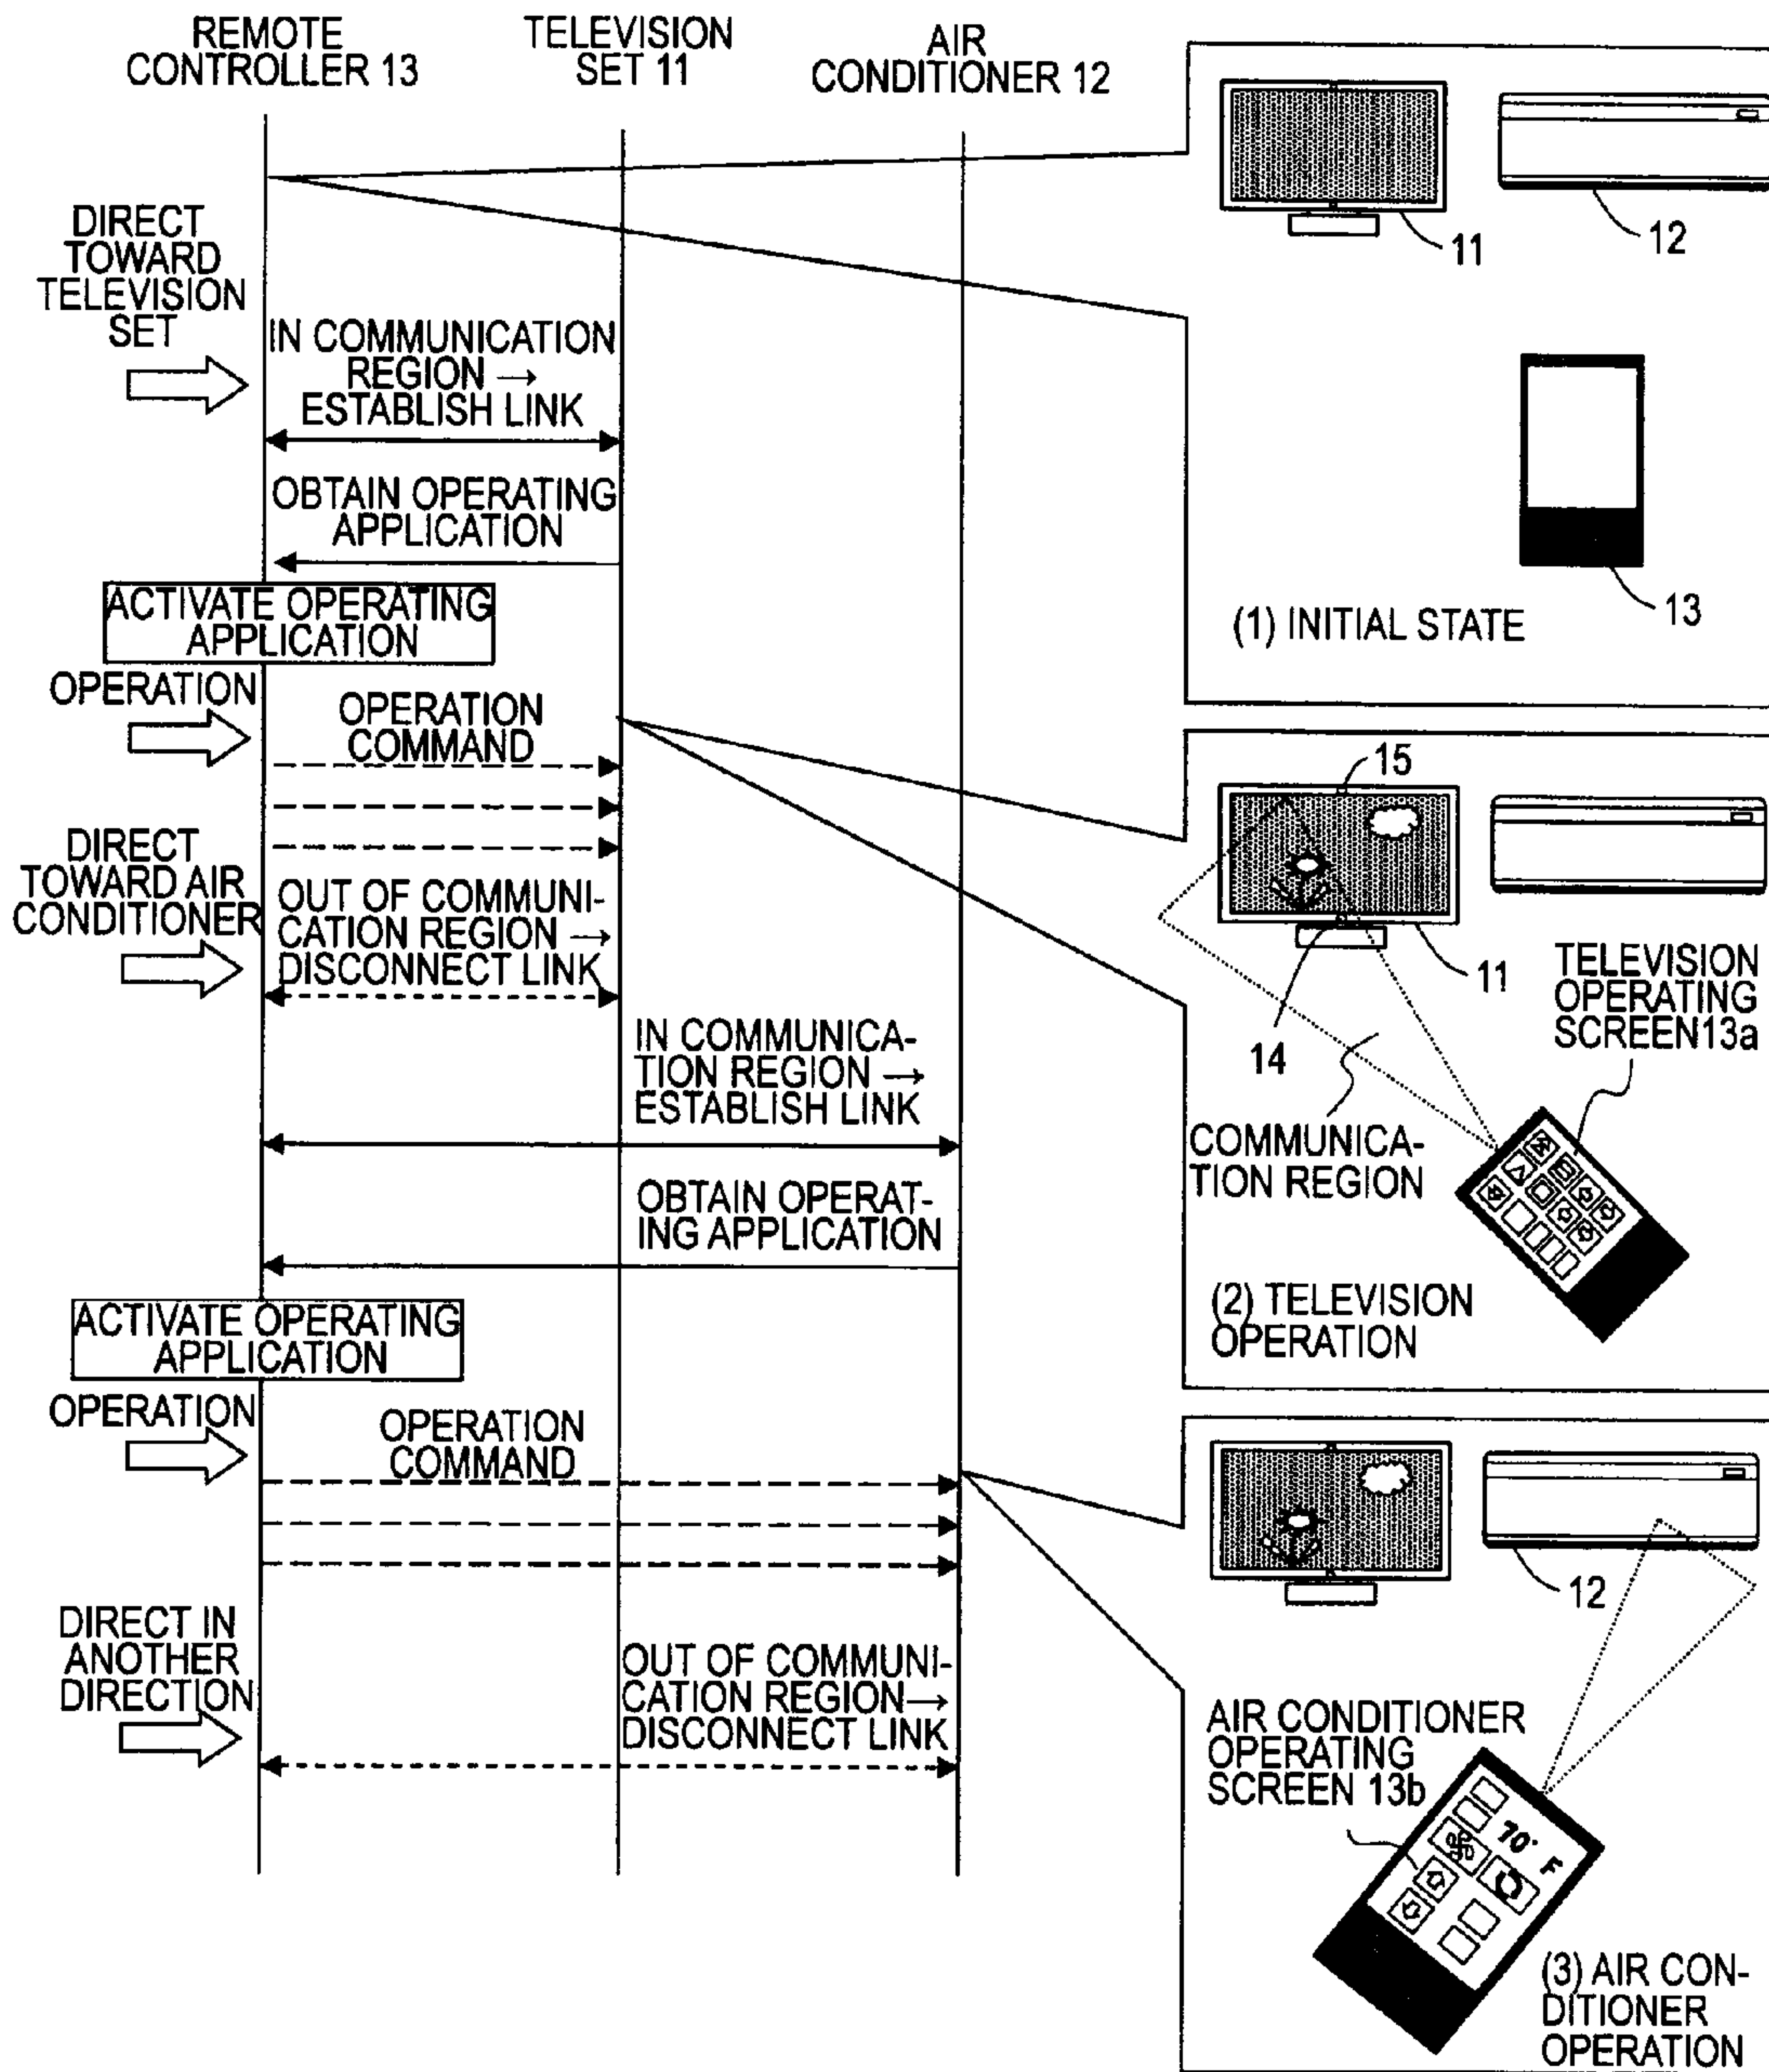 REMOTE
CONTROLLER 13
TELEVISION
SET 11
AIR
CONDITIONER 12
DIRECT
TOWARD
TELEVISION
SET
IN COMMUNICATION
REGION →
ESTABLISH LINK
OBTAIN OPERATING
APPLICATION
ACTIVATE OPERATING
APPLICATION
OPERATION
OPERATION
COMMAND
DIRECT
TOWARD AIR
CONDITIONER
OUT OF COMMUNI-
CATION REGION →
DISCONNECT LINK
IN COMMUNICA-
TION REGION →
ESTABLISH LINK
OBTAIN OPERAT-
ING APPLICATION
ACTIVATE OPERATING
APPLICATION
OPERATION
OPERATION
COMMAND
DIRECT IN
ANOTHER
DIRECTION
OUT OF COMMUNI-
CATION REGION→
DISCONNECT LINK
11
12
13
(1) INITIAL STATE
15
11
14
TELEVISION
OPERATING
SCREEN13a
COMMUNICA-
TION REGION
(2) TELEVISION
OPERATION
12
AIR CONDITIONER
OPERATING
SCREEN 13b
70° F
(3) AIR CON-
DITIONER
OPERATION